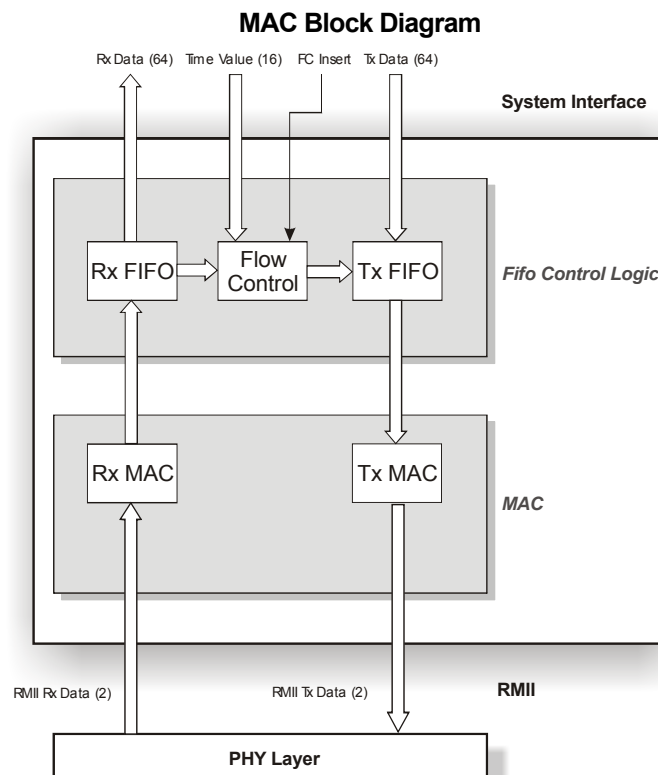 MAC Block Diagram
Rx Data (64) Time Value (16) FC Insert Tx Data (64)
System Interface
Rx FIFO
Flow
Control
Tx FIFO
Fifo Control Logic
Rx MAC
Tx MAC
MAC
RMII Rx Data (2)
RMII Tx Data (2)
RMII
PHY Layer